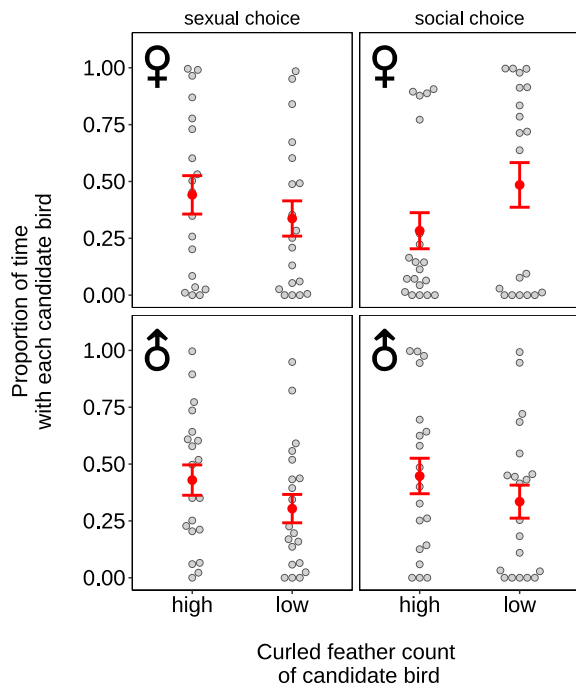 sexual choice
social choice
♀
♀
1.00
0.75
0.50
0.25
0.00
♂
♂
1.00
0.75
0.50
0.25
0.00
high
low
high
low
Proportion of time
with each candidate bird
Curled feather count
of candidate bird